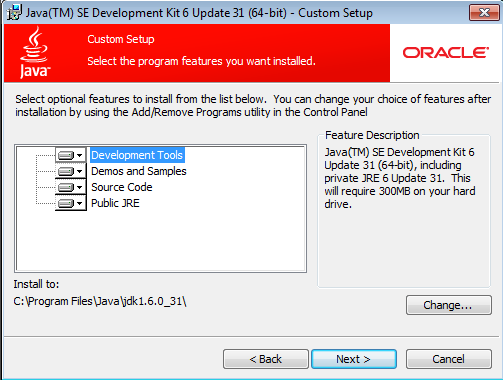 Java(TM) SE Development Kit 6 Update 31 (64-bit) - Custom Setup
Java
Custom Setup
Select the program features you want installed.
ORACLE
Select optional features to install from the list below. You can change your choice of features after
installation by using the Add/Remove Programs utility in the Control Panel
Development Tools
Demos and Samples
Source Code
Public JRE
Feature Description
Java(TM) SE Development Kit 6
Update 31 (64-bit), including
private JRE 6 Update 31. This
will require 300MB on your hard
drive.
Install to:
C:\Program Files\Java\jdk1.6.0_31\
Change...
< Back
Next >
Cancel